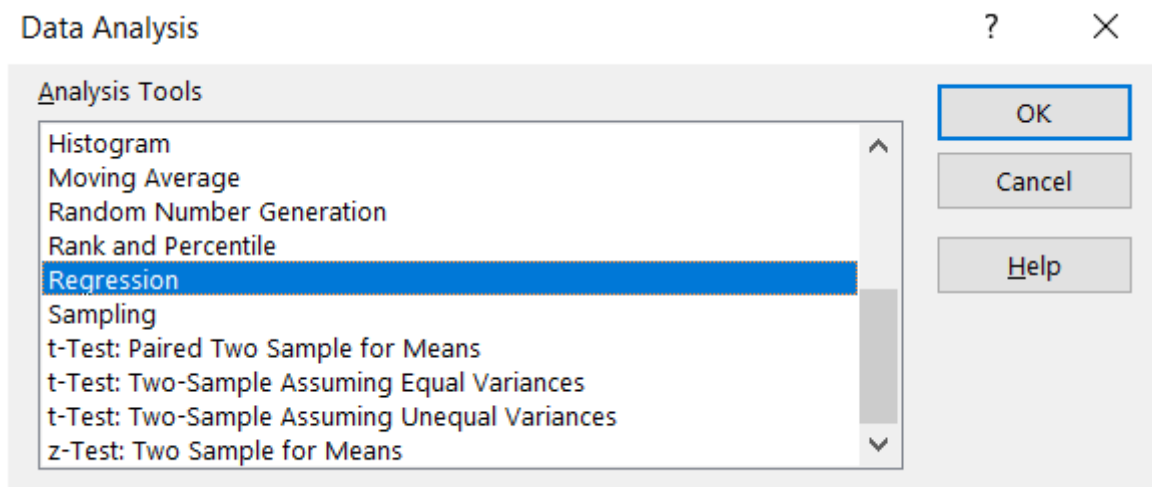 Data Analysis ?
Analysis Tools
OK
Histogram
Moving Average
Cancel
Random Number Generation
Rank and Percentile
Help
Regression
Sampling
t-Test: Paired Two Sample for Means
t-Test: Two-Sample Assuming Equal Variances
t-Test: Two-Sample Assuming Unequal Variances
z-Test: Two Sample for Means